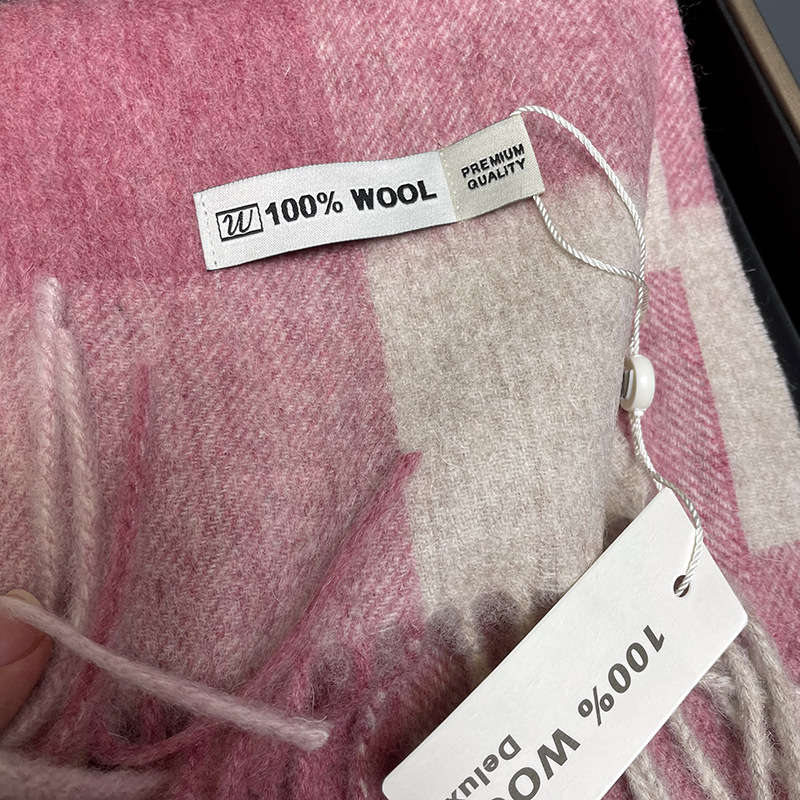 W 100% WOOL
PREMIUM
QUALITY
100% WOO
Delux